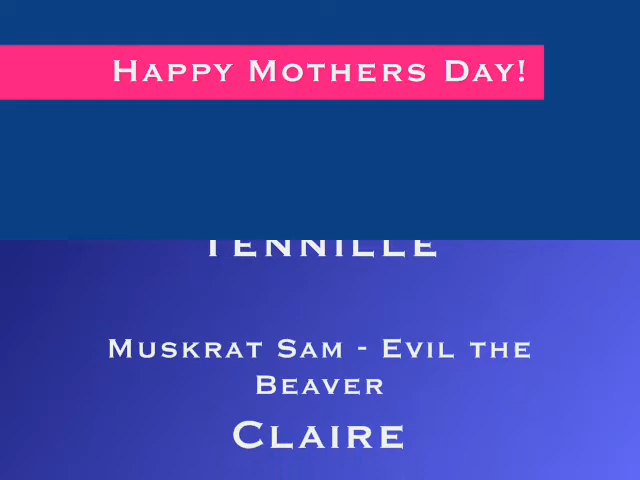 Happy Mothers Day!
Tennille
Muskrat Sam - Evil the
Beaver
Claire